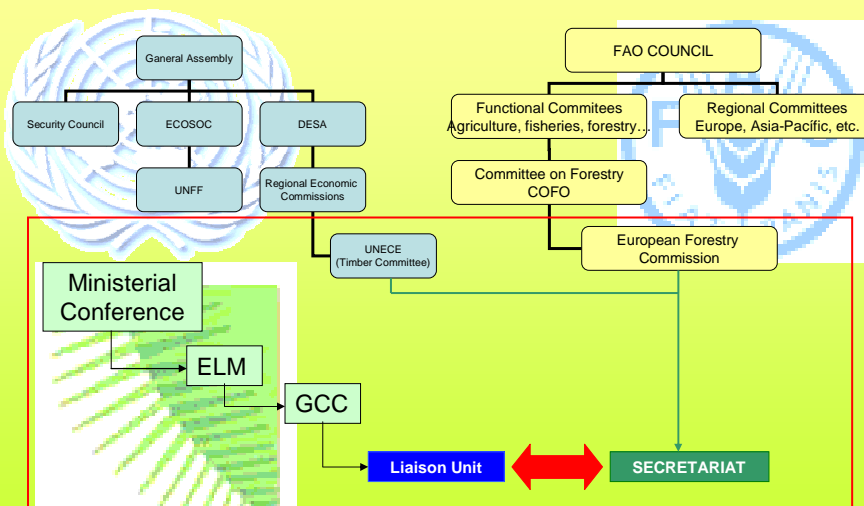 Ganeral Assembly
Security Council
ECOSOC
DESA
UNFF
Regional Economic
Commissions
UNECE
(Timber Committee)
FAO COUNCIL
Functional Commitees
Agriculture, fisheries, forestry…
Regional Committees
Europe, Asia-Pacífic, etc.
Committee on Forestry
COFO
European Forestry
Commission
Ministerial
Conference
ELM
GCC
Liaison Unit
SECRETARIAT